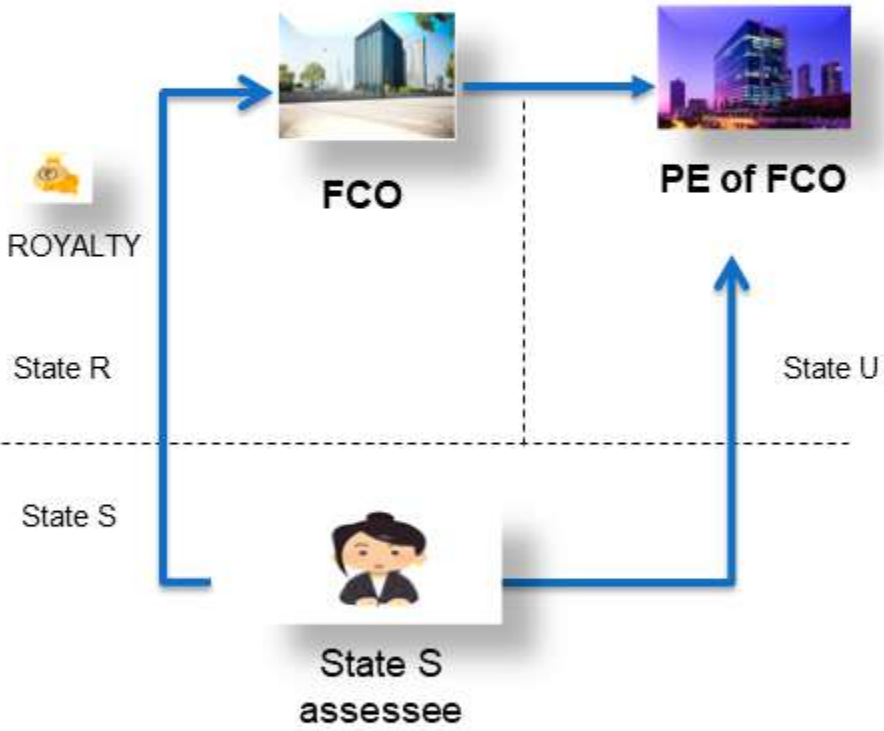 FCO
PE of FCO
ROYALTY
State R
State U
State S
State S
assessee